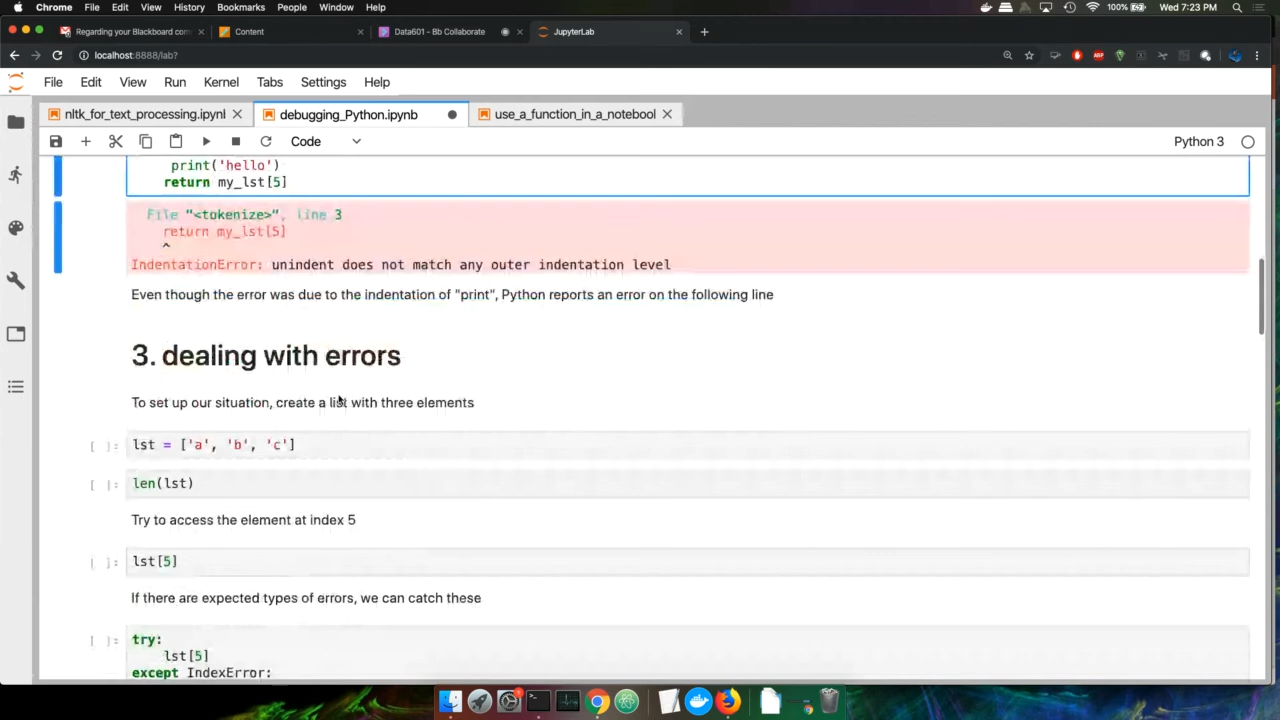 Chrome File Edit View History Bookmarks People Window Help 100% Wed 7:23 PM
Regarding your Blackboard com Content Data601 - Bb Collaborate JupyterLab
localhost:8888/lab?
File Edit View Run Kernel Tabs Settings Help
nltk_for_text_processing.ipynl debugging_Python.ipynb use_a_function_in_a_notebool
Code Python 3
print('hello')
return my_lst[5]
File "<tokenize>", line 3
return my_lst[5]
^
IndentationError: unindent does not match any outer indentation level
Even though the error was due to the indentation of "print", Python reports an error on the following line
3. dealing with errors
To set up our situation, create a list with three elements
[ ]: lst = ['a', 'b', 'c']
[ ]: len(lst)
Try to access the element at index 5
[ ]: lst[5]
If there are expected types of errors, we can catch these
[ ]: try:
lst[5]
except IndexError: